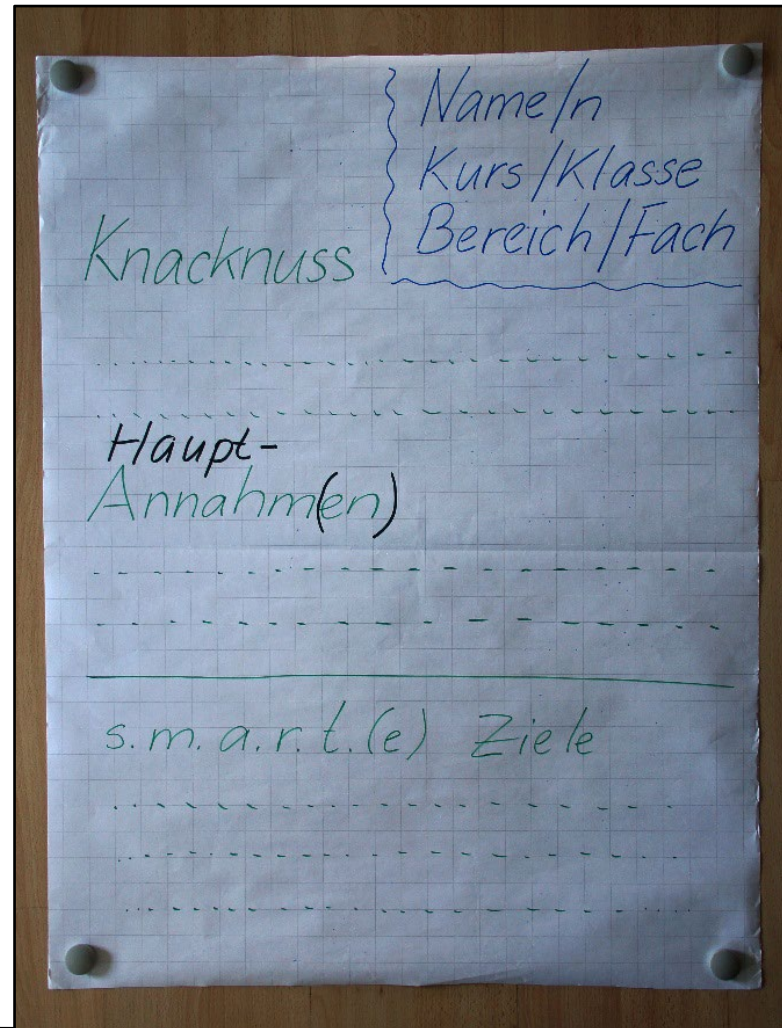 Name/n
Kurs/Klasse
Bereich/Fach
Knacknuss
Haupt-
Annahm(en)
s.m.a.r.t.(e) Ziele